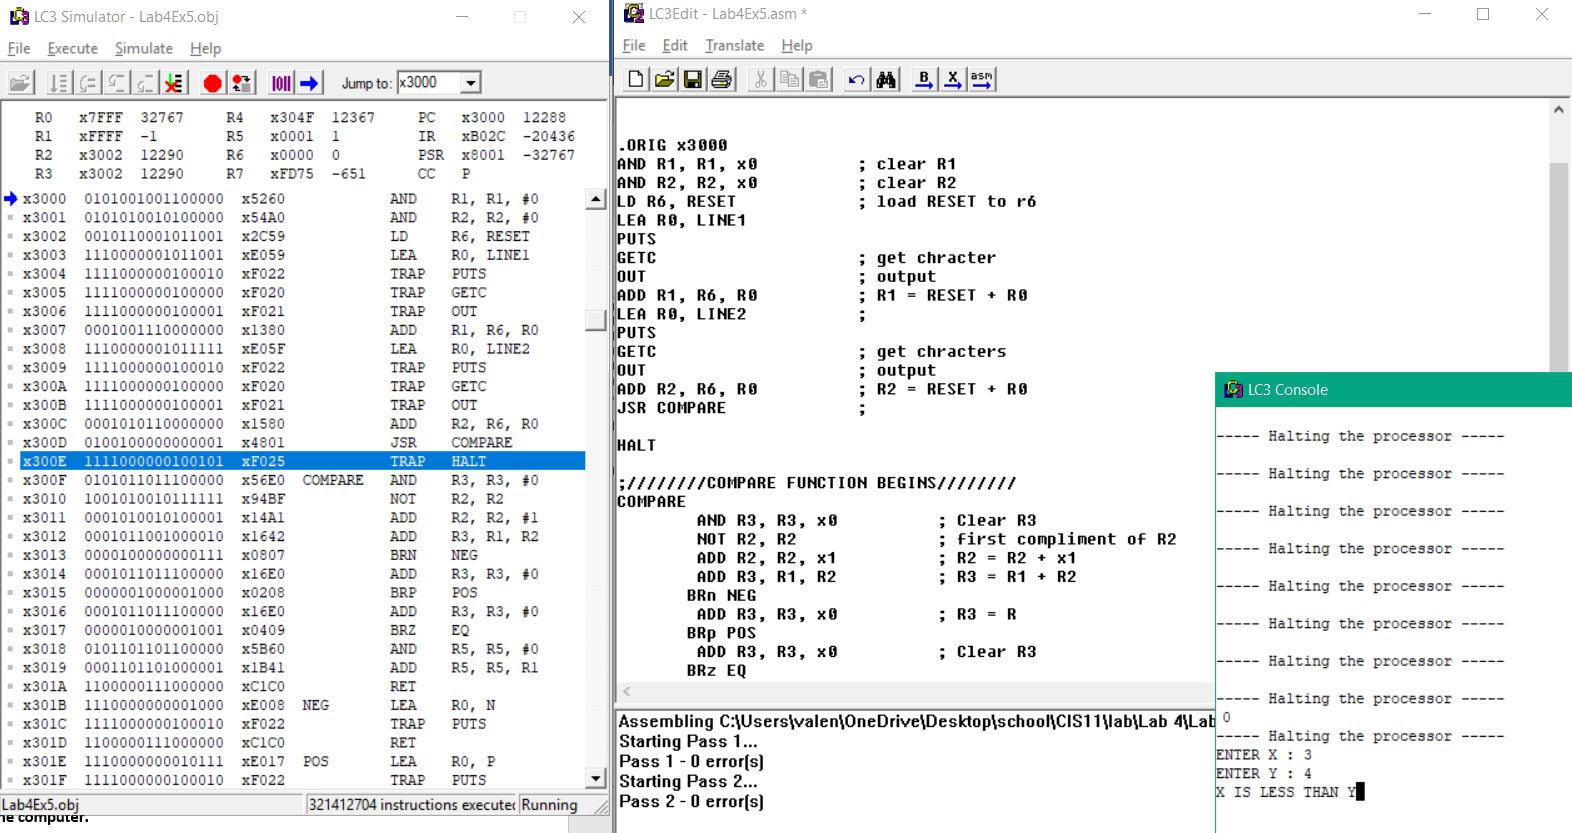 LC3 Simulator - Lab4Ex5.obj
File Execute Simulate Help
Jump to: x3000
R0 x7FFF 32767 R4 x304F 12367 PC x3000 12288
R1 xFFFF -1 R5 x0001 1 IR xB02C -20436
R2 x3002 12290 R6 x0000 0 PSR x8001 -32767
R3 x3002 12290 R7 xFD75 -651 CC P
x3000 0101001001100000 x5260 AND R1, R1, #0
x3001 0101010010100000 x54A0 AND R2, R2, #0
x3002 0010110001011001 x2C59 LD R6, RESET
x3003 1110000001011001 xE059 LEA R0, LINE1
x3004 1111000000100010 xF022 TRAP PUTS
x3005 1111000000100000 xF020 TRAP GETC
x3006 1111000000100001 xF021 TRAP OUT
x3007 0001001110000000 x1380 ADD R1, R6, R0
x3008 1110000001011111 xE05F LEA R0, LINE2
x3009 1111000000100010 xF022 TRAP PUTS
x300A 1111000000100000 xF020 TRAP GETC
x300B 1111000000100001 xF021 TRAP OUT
x300C 0001010110000000 x1580 ADD R2, R6, R0
x300D 0100100000000001 x4801 JSR COMPARE
x300E 1111000000100101 xF025 TRAP HALT
x300F 0101011011100000 x56E0 COMPARE AND R3, R3, #0
x3010 1001010010111111 x94BF NOT R2, R2
x3011 0001010010100001 x14A1 ADD R2, R2, #1
x3012 0001011001000010 x1642 ADD R3, R1, R2
x3013 0000100000000111 x0807 BRN NEG
x3014 0001011011100000 x16E0 ADD R3, R3, #0
x3015 0000001000001000 x0208 BRP POS
x3016 0001011011100000 x16E0 ADD R3, R3, #0
x3017 0000010000001001 x0409 BRZ EQ
x3018 0101101101100000 x5B60 AND R5, R5, #0
x3019 0001101101000001 x1B41 ADD R5, R5, R1
x301A 1100000111000000 xC1C0 RET
x301B 1110000000001000 xE008 NEG LEA R0, N
x301C 1111000000100010 xF022 TRAP PUTS
x301D 1100000111000000 xC1C0 RET
x301E 1110000000010111 xE017 POS LEA R0, P
x301F 1111000000100010 xF022 TRAP PUTS
Lab4Ex5.obj 321412704 instructions executed Running
ne computer.
LC3Edit - Lab4Ex5.asm *
File Edit Translate Help
B X asm
.ORIG x3000
AND R1, R1, x0 ; clear R1
AND R2, R2, x0 ; clear R2
LD R6, RESET ; load RESET to r6
LEA R0, LINE1
PUTS
GETC ; get chracter
OUT ; output
ADD R1, R6, R0 ; R1 = RESET + R0
LEA R0, LINE2 ;
PUTS
GETC ; get chracters
OUT ; output
ADD R2, R6, R0 ; R2 = RESET + R0
JSR COMPARE ;
HALT
;////////COMPARE FUNCTION BEGINS////////
COMPARE
AND R3, R3, x0 ; Clear R3
NOT R2, R2 ; first compliment of R2
ADD R2, R2, x1 ; R2 = R2 + x1
ADD R3, R1, R2 ; R3 = R1 + R2
BRn NEG
ADD R3, R3, x0 ; R3 = R
BRp POS
ADD R3, R3, x0 ; Clear R3
BRz EQ
Assembling C:\Users\valen\OneDrive\Desktop\school\CIS11\lab\Lab 4\Lab
Starting Pass 1...
Pass 1 - 0 error(s)
Starting Pass 2...
Pass 2 - 0 error(s)
LC3 Console
----- Halting the processor -----
----- Halting the processor -----
----- Halting the processor -----
----- Halting the processor -----
----- Halting the processor -----
----- Halting the processor -----
----- Halting the processor -----
----- Halting the processor -----
0
----- Halting the processor -----
ENTER X : 3
ENTER Y : 4
X IS LESS THAN Y